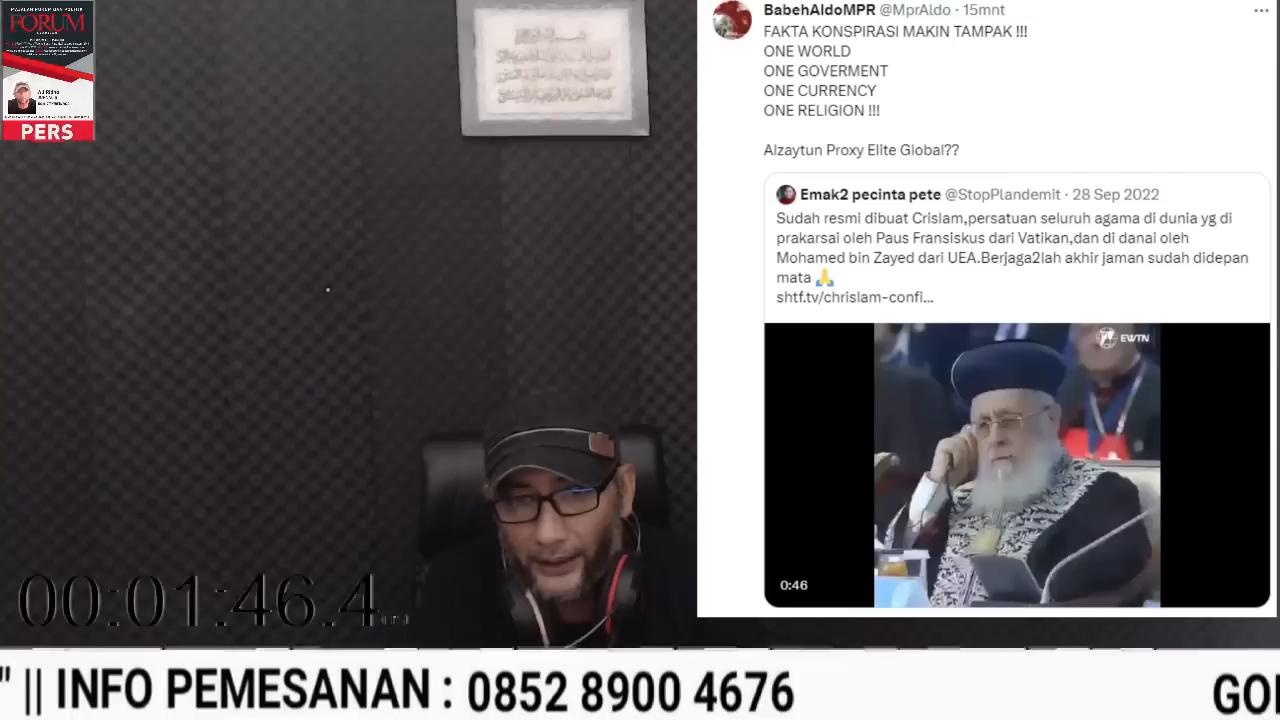 MAJALAH HUKUM DAN POLITIK
FORUM
PERS
BabehAldoMPR @MprAldo · 15mnt
FAKTA KONSPIRASI MAKIN TAMPAK !!!
ONE WORLD
ONE GOVERMENT
ONE CURRENCY
ONE RELIGION !!!
Alzaytun Proxy Elite Global??
Emak2 pecinta pete @StopPlandemit · 28 Sep 2022
Sudah resmi dibuat Crislam,persatuan seluruh agama di dunia yg di
prakarsai oleh Paus Fransiskus dari Vatikan,dan di danai oleh
Mohamed bin Zayed dari UEA.Berjaga2lah akhir jaman sudah didepan
mata 🙏
shtf.tv/chrislam-confi...
EWTN
0:46
00:01:46.4
" || INFO PEMESANAN : 0852 8900 4676